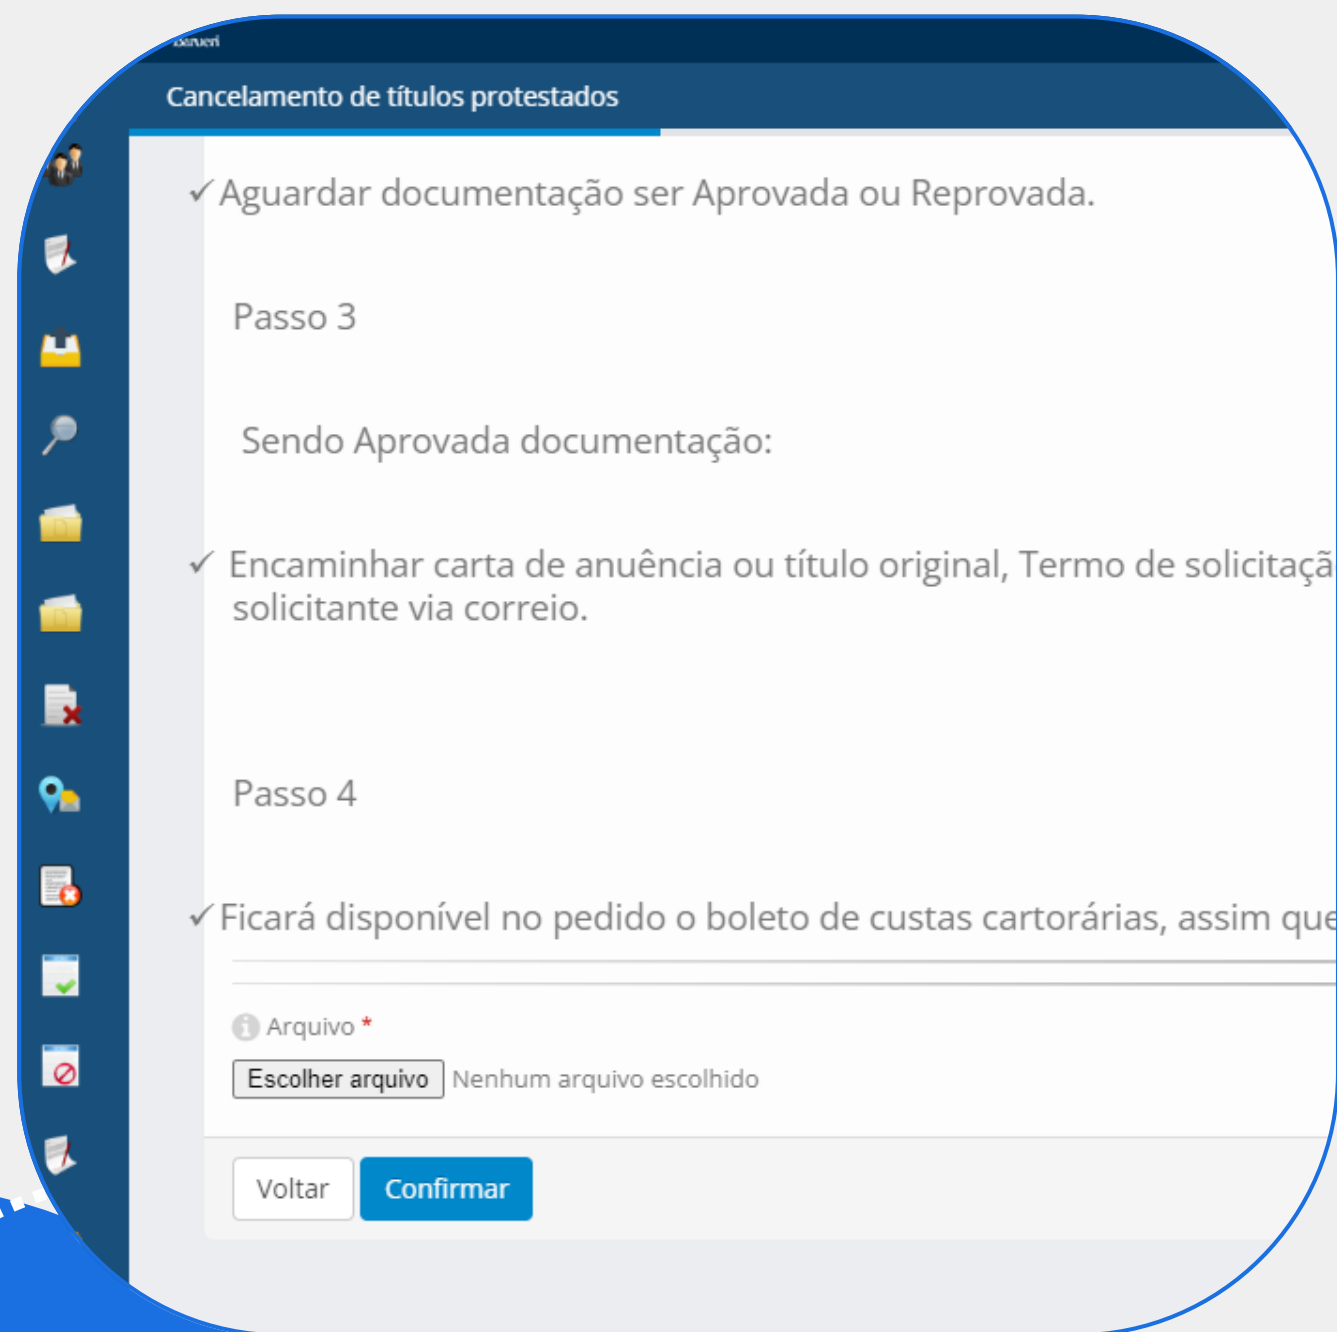 Barueri
Cancelamento de títulos protestados
✓ Aguardar documentação ser Aprovada ou Reprovada.
Passo 3
Sendo Aprovada documentação:
✓ Encaminhar carta de anuência ou título original, Termo de solicitaçã
solicitante via correio.
Passo 4
✓ Ficará disponível no pedido o boleto de custas cartorárias, assim que
Arquivo *
Escolher arquivo Nenhum arquivo escolhido
Voltar Confirmar